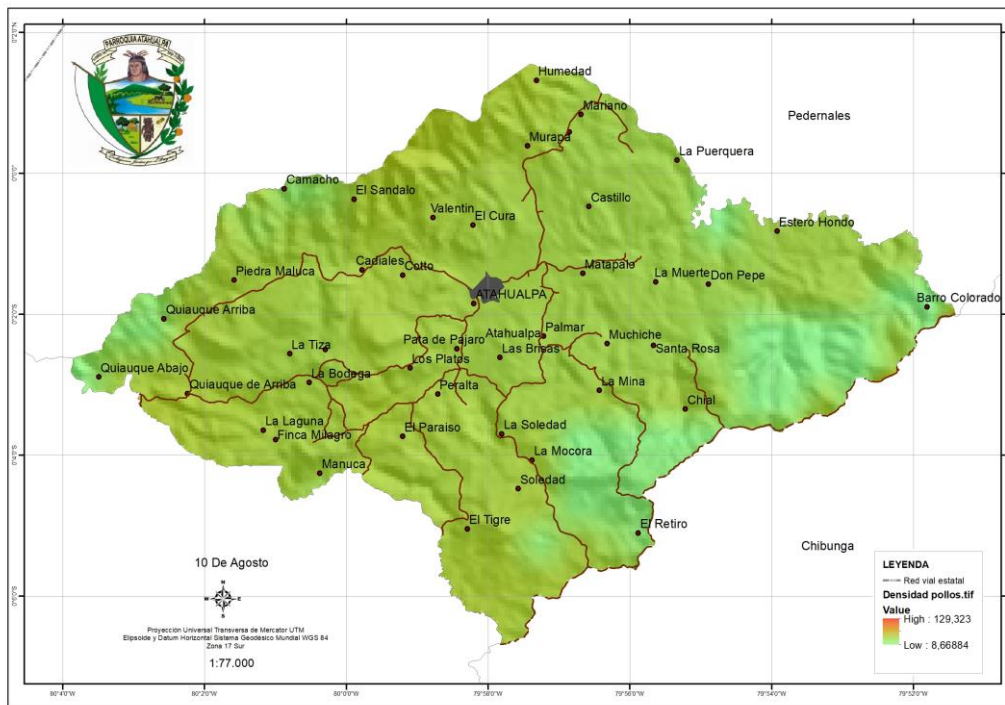 PARROQUIA ATAHUALPA
Humedad
Mariano
Pedernales
Murapa
La Puerquera
Camacho
El Sandalo
Castillo
Valentin
El Cura
Estero Hondo
Cadiales
Cotto
Matapalo
Piedra Maluca
La Muerte
Don Pepe
ATAHUALPA
Barro Colorado
Quiauque Arriba
Atahualpa
Palmar
Pata de Pajaro
Muchiche
La Tiza
Las Brisas
Santa Rosa
Los Platos
Quiauque Abajo
La Bodega
Quiauque de Arriba
Peralta
La Mina
Chial
La Laguna
El Paraiso
La Soledad
Finca Milagro
La Mocora
Manuca
Soledad
El Tigre
El Retiro
Chibunga
10 De Agosto
N
W
E
S
Proyección Universal Transversa de Mercator UTM
Elipsoide y Datum Horizontal Sistema Geodésico Mundial WGS 84
Zona 17 Sur
1:77.000
LEYENDA
Red vial estatal
Densidad pollos.tif
Value
High : 129,323
Low : 8,66884
0°2'0"N
0°0'0"
0°2'0"S
0°4'0"S
0°6'0"S
80°4'0"W
80°2'0"W
80°0'0"W
79°58'0"W
79°56'0"W
79°54'0"W
79°52'0"W